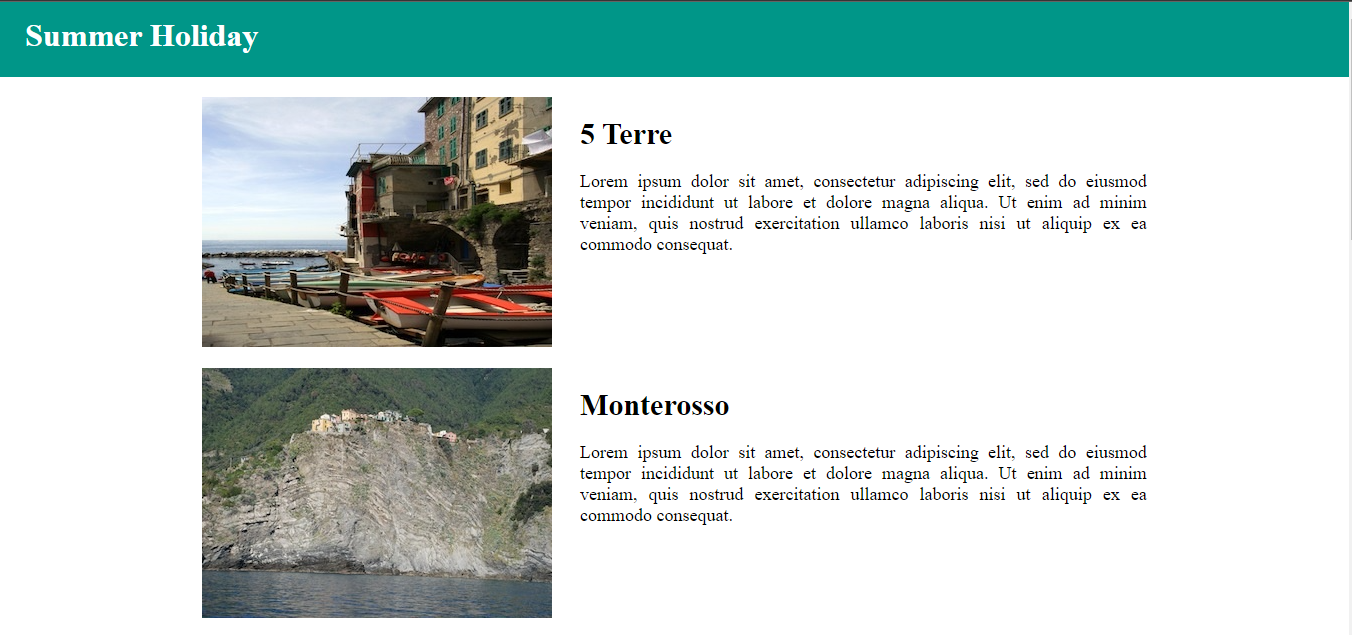 Summer Holiday
5 Terre
Lorem ipsum dolor sit amet, consectetur adipiscing elit, sed do eiusmod
tempor incididunt ut labore et dolore magna aliqua. Ut enim ad minim
veniam, quis nostrud exercitation ullamco laboris nisi ut aliquip ex ea
commodo consequat.
Monterosso
Lorem ipsum dolor sit amet, consectetur adipiscing elit, sed do eiusmod
tempor incididunt ut labore et dolore magna aliqua. Ut enim ad minim
veniam, quis nostrud exercitation ullamco laboris nisi ut aliquip ex ea
commodo consequat.